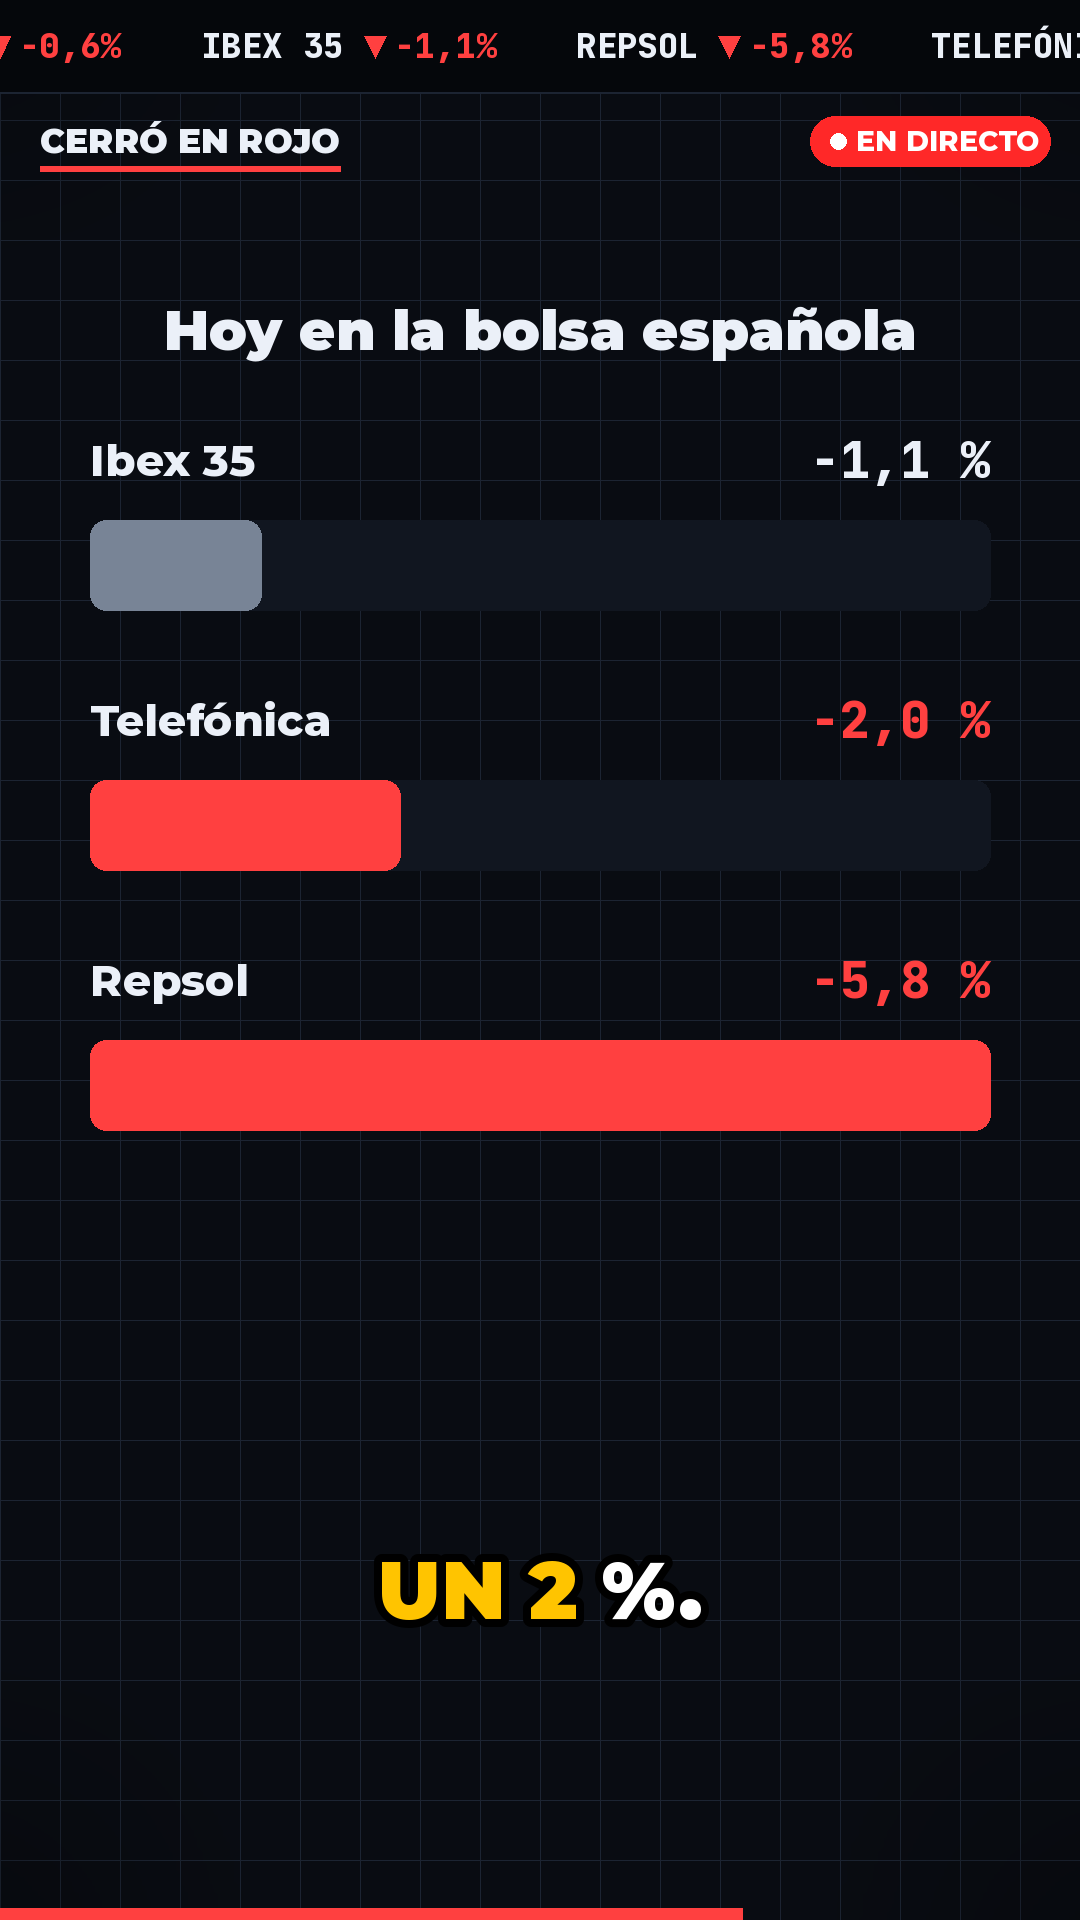 ▼ -0,6% IBEX 35 ▼ -1,1% REPSOL ▼ -5,8% TELEFÓN
CERRÓ EN ROJO
EN DIRECTO
Hoy en la bolsa española
Ibex 35 -1,1 %
Telefónica -2,0 %
Repsol -5,8 %
UN 2 %.